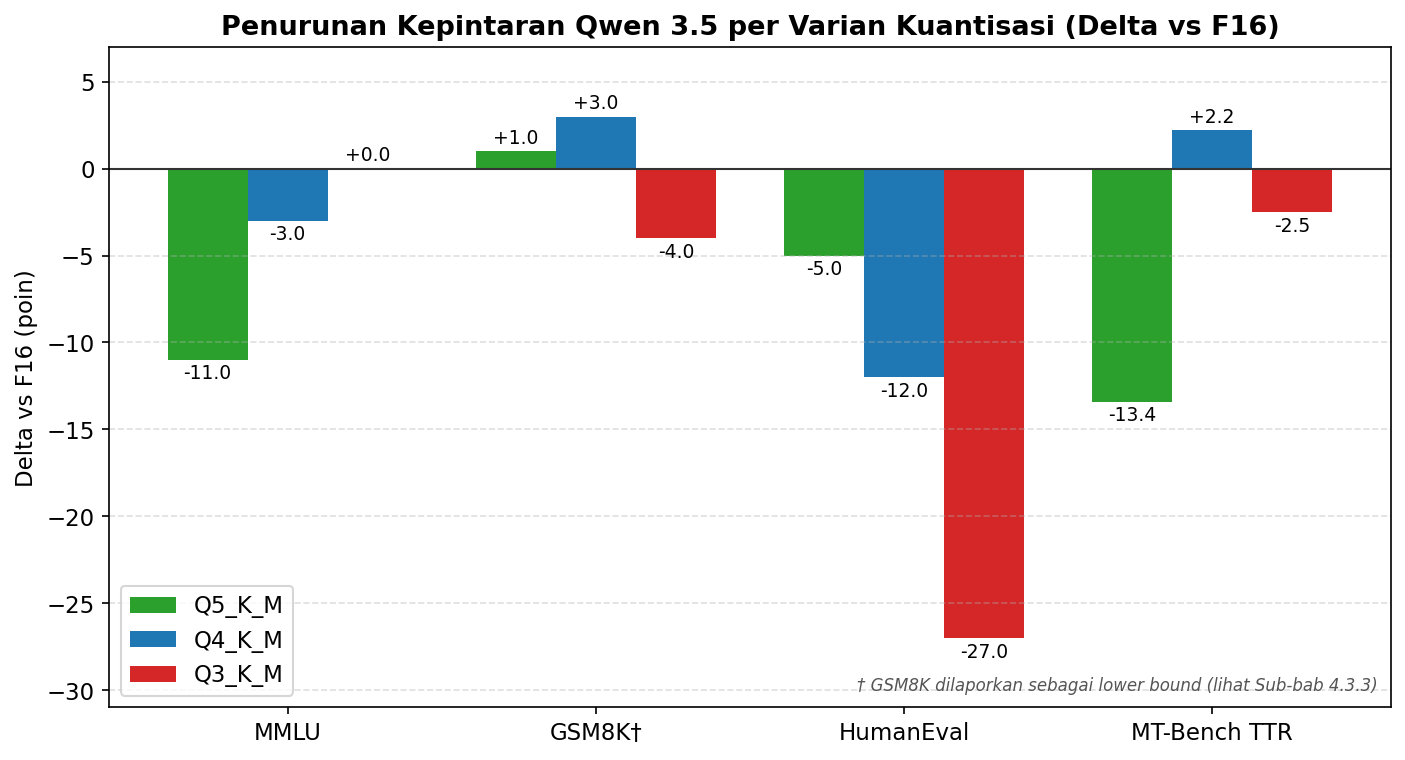 Penurunan Kepintaran Qwen 3.5 per Varian Kuantisasi (Delta vs F16)
Delta vs F16 (poin)
5
0
−5
−10
−15
−20
−25
−30
-11.0
-3.0
+0.0
+1.0
+3.0
-4.0
-5.0
-12.0
-27.0
-13.4
+2.2
-2.5
Q5_K_M
Q4_K_M
Q3_K_M
† GSM8K dilaporkan sebagai lower bound (lihat Sub-bab 4.3.3)
MMLU
GSM8K†
HumanEval
MT-Bench TTR